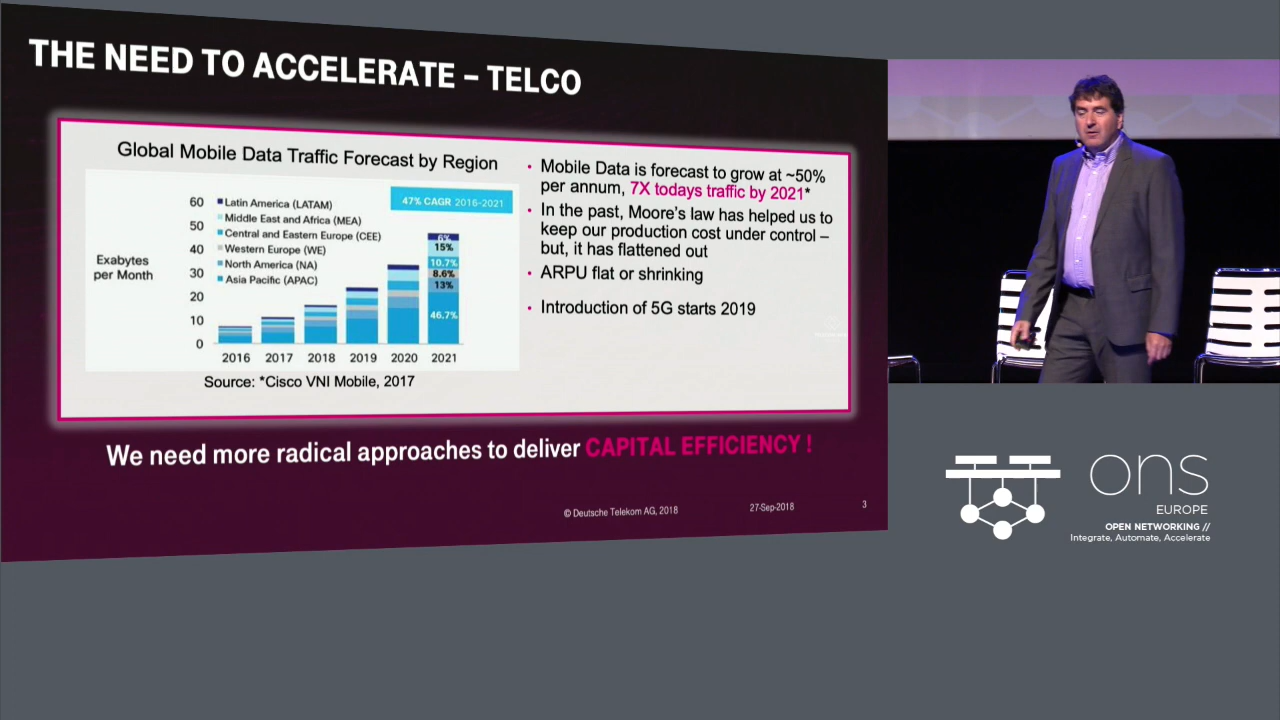 THE NEED TO ACCELERATE – TELCO
Global Mobile Data Traffic Forecast by Region
Exabytes
per Month
60
50
40
30
20
10
0
Latin America (LATAM)
Middle East and Africa (MEA)
Central and Eastern Europe (CEE)
Western Europe (WE)
North America (NA)
Asia Pacific (APAC)
47% CAGR 2016-2021
6%
15%
10.7%
8.6%
13%
46.7%
2016 2017 2018 2019 2020 2021
Source: *Cisco VNI Mobile, 2017
• Mobile Data is forecast to grow at ~50%
per annum, 7X todays traffic by 2021*
• In the past, Moore's law has helped us to
keep our production cost under control –
but, it has flattened out
• ARPU flat or shrinking
• Introduction of 5G starts 2019
We need more radical approaches to deliver CAPITAL EFFICIENCY !
© Deutsche Telekom AG, 2018 27-Sep-2018 3
ons
EUROPE
OPEN NETWORKING //
Integrate, Automate, Accelerate